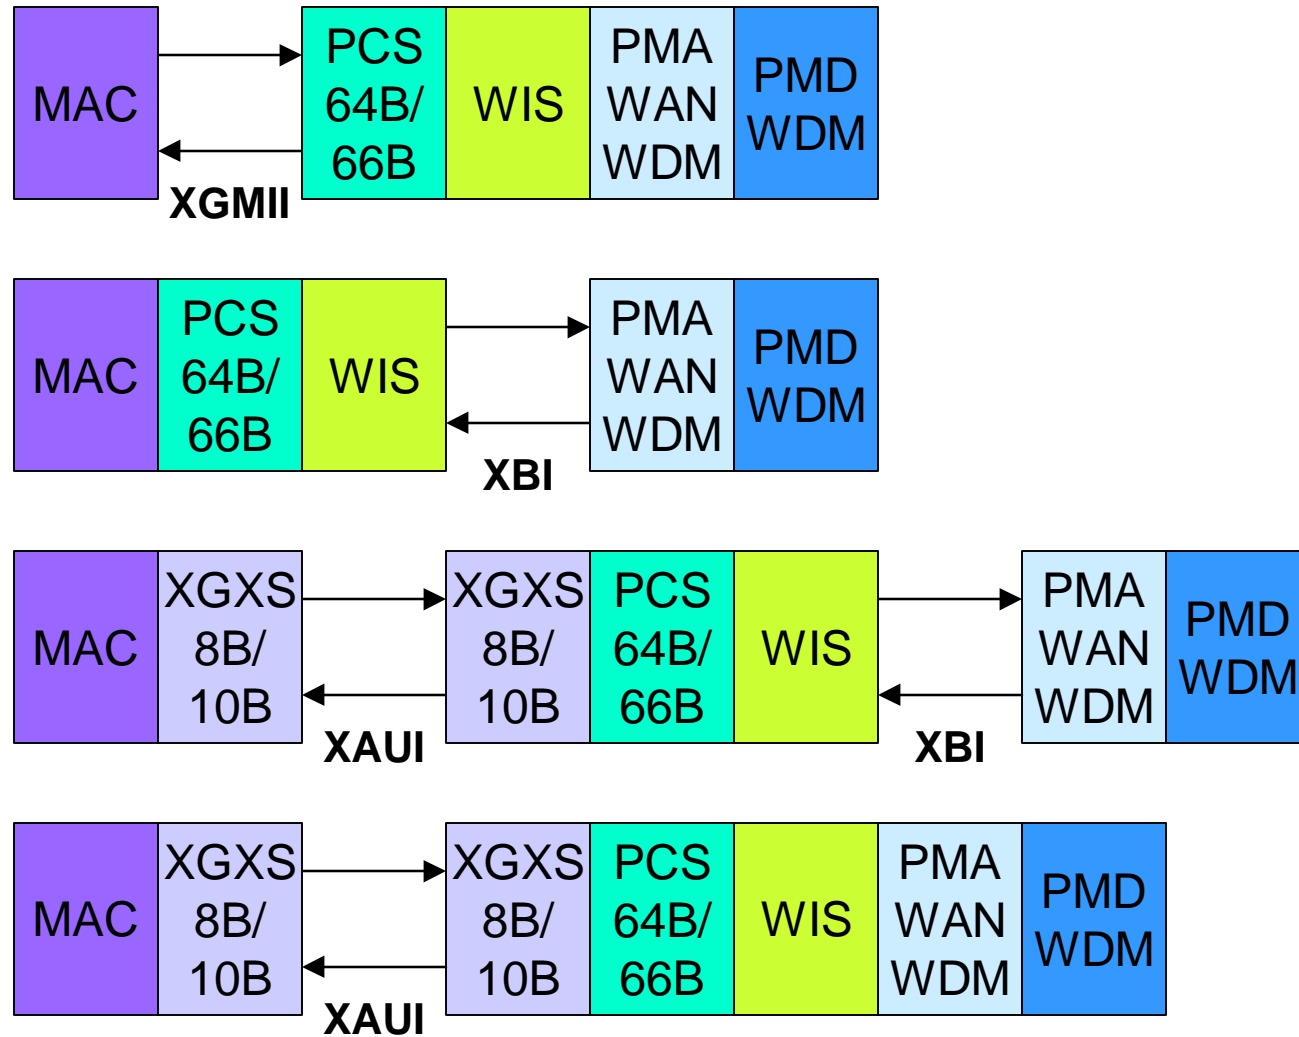 MAC
PCS
64B/
66B
WIS
PMA
WAN
WDM
PMD
WDM
XGMII
MAC
PCS
64B/
66B
WIS
PMA
WAN
WDM
PMD
WDM
XBI
MAC
XGXS
8B/
10B
XGXS
8B/
10B
PCS
64B/
66B
WIS
PMA
WAN
WDM
PMD
WDM
XAUI
XBI
MAC
XGXS
8B/
10B
XGXS
8B/
10B
PCS
64B/
66B
WIS
PMA
WAN
WDM
PMD
WDM
XAUI